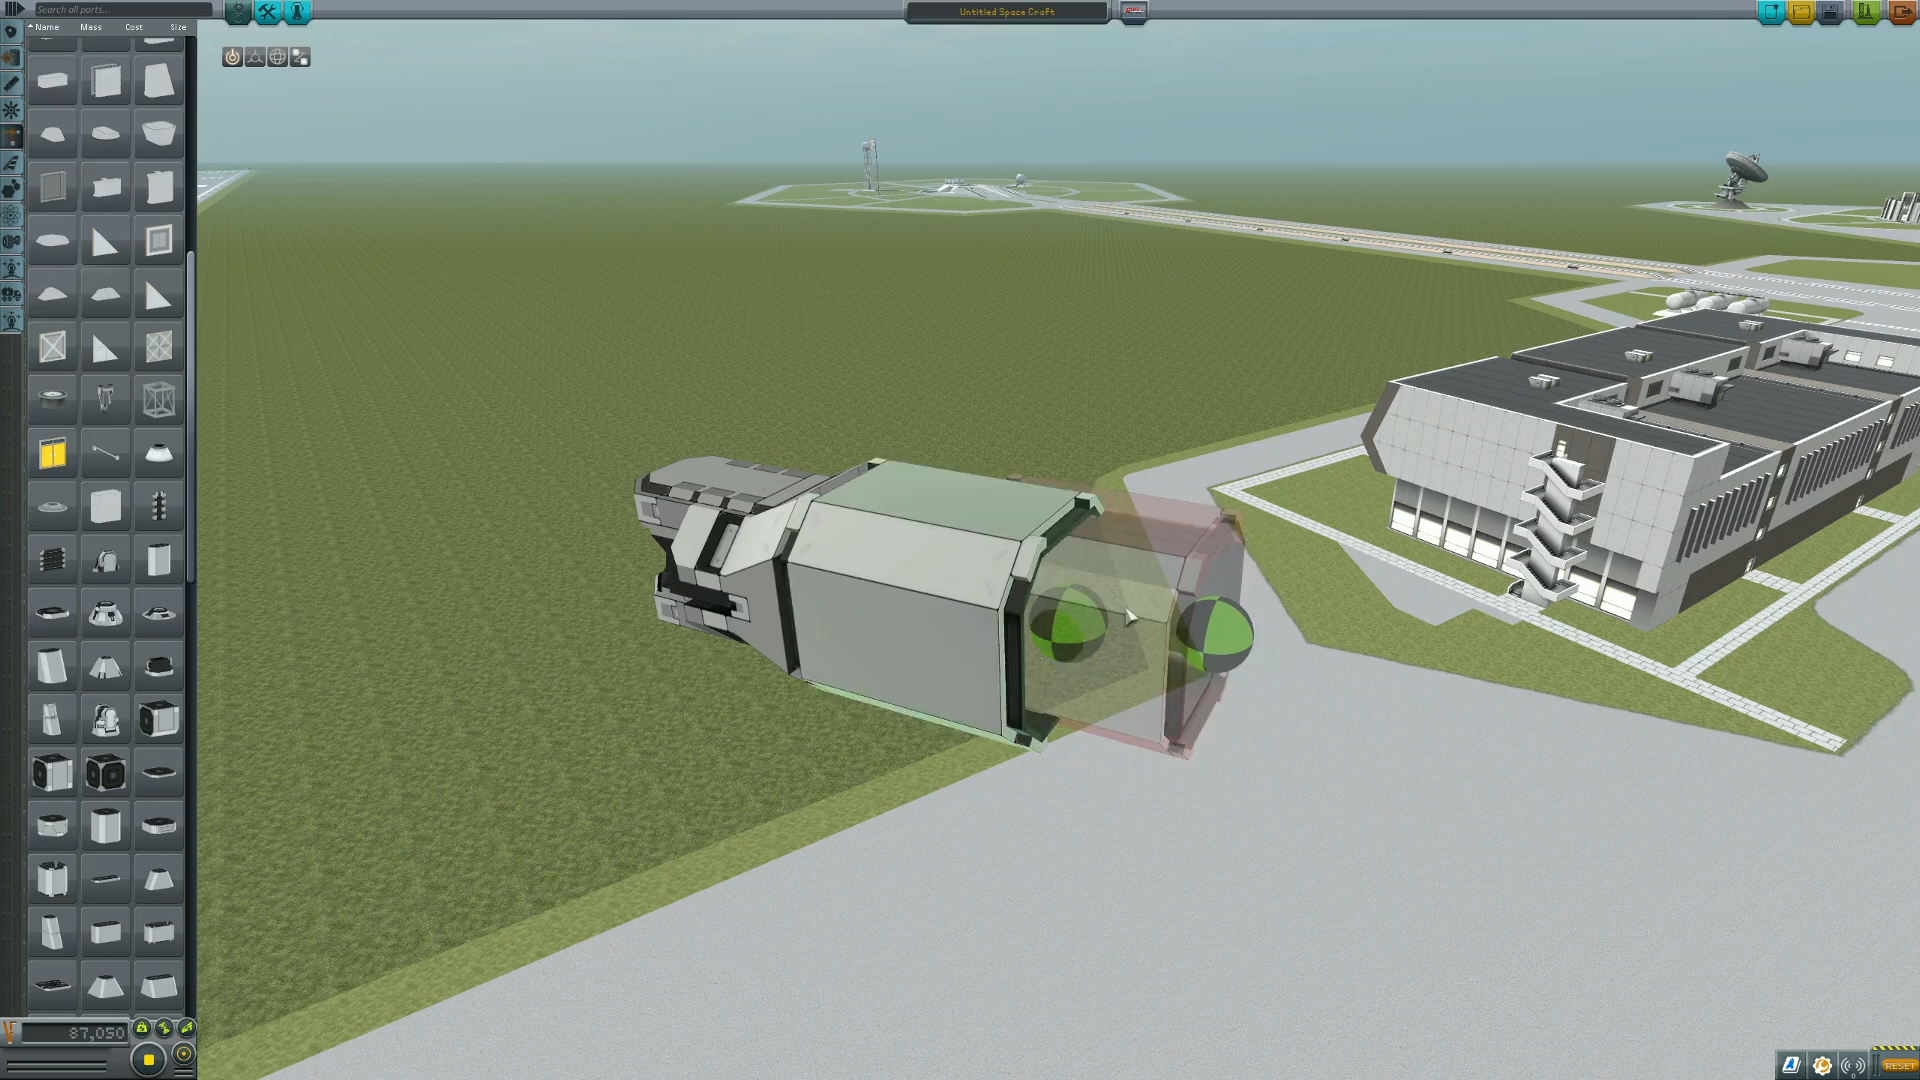 Search all parts...
Untitled Space Craft
Name Mass Cost Size
87,050
RESET